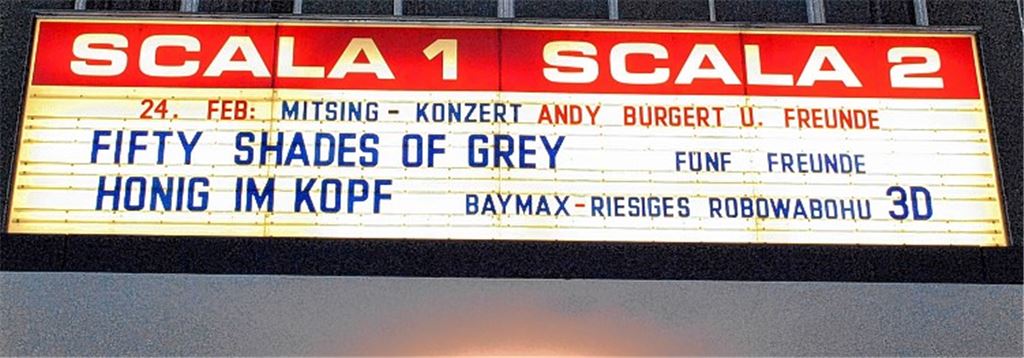 SCALA 1 SCALA 2
24. FEB: MITSING - KONZERT ANDY BURGERT U. FREUNDE
FIFTY SHADES OF GREY FÜNF FREUNDE
HONIG IM KOPF BAYMAX-RIESIGES ROBOWABOHU 3D